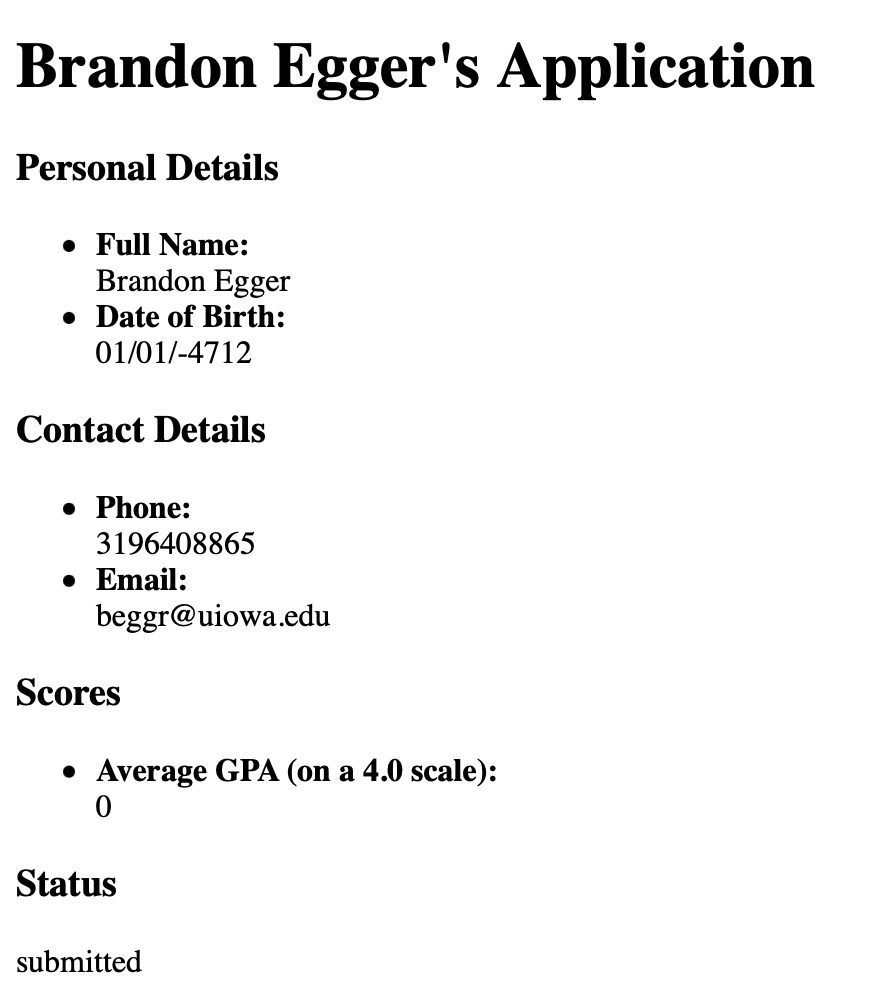 Brandon Egger's Application
Personal Details
• Full Name:
Brandon Egger
• Date of Birth:
01/01/-4712
Contact Details
• Phone:
3196408865
• Email:
beggr@uiowa.edu
Scores
• Average GPA (on a 4.0 scale):
0
Status
submitted